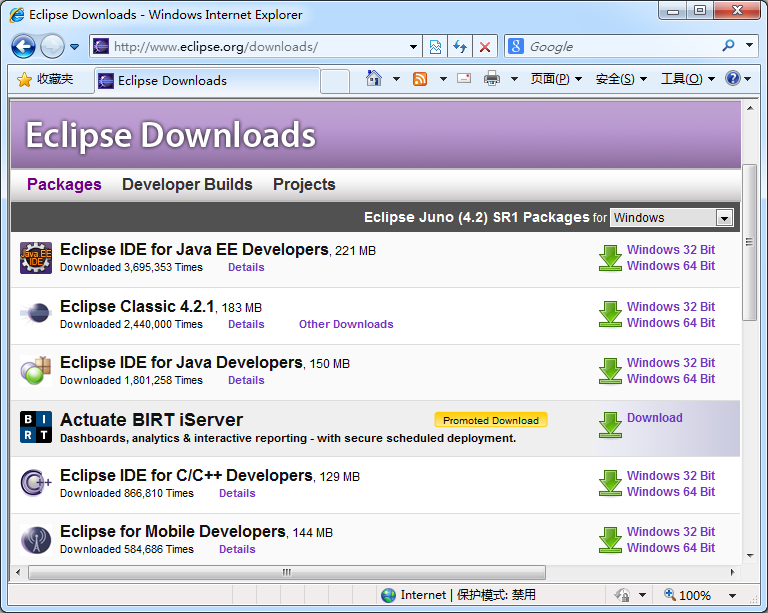 Eclipse Downloads - Windows Internet Explorer
http://www.eclipse.org/downloads/
Google
收藏夹
Eclipse Downloads
页面(P)
安全(S)
工具(O)
Eclipse Downloads
Packages Developer Builds Projects
Eclipse Juno (4.2) SR1 Packages for Windows
Java EE
IDE
Eclipse IDE for Java EE Developers, 221 MB
Windows 32 Bit
Downloaded 3,695,353 Times Details
Windows 64 Bit
Eclipse Classic 4.2.1, 183 MB
Windows 32 Bit
Downloaded 2,440,000 Times Details Other Downloads
Windows 64 Bit
Eclipse IDE for Java Developers, 150 MB
Windows 32 Bit
Downloaded 1,801,258 Times Details
Windows 64 Bit
B I
R T
Actuate BIRT iServer
Promoted Download
Download
Dashboards, analytics & interactive reporting - with secure scheduled deployment.
Eclipse IDE for C/C++ Developers, 129 MB
Windows 32 Bit
Downloaded 866,810 Times Details
Windows 64 Bit
Eclipse for Mobile Developers, 144 MB
Windows 32 Bit
Downloaded 584,686 Times Details
Windows 64 Bit
Internet | 保护模式: 禁用
100%